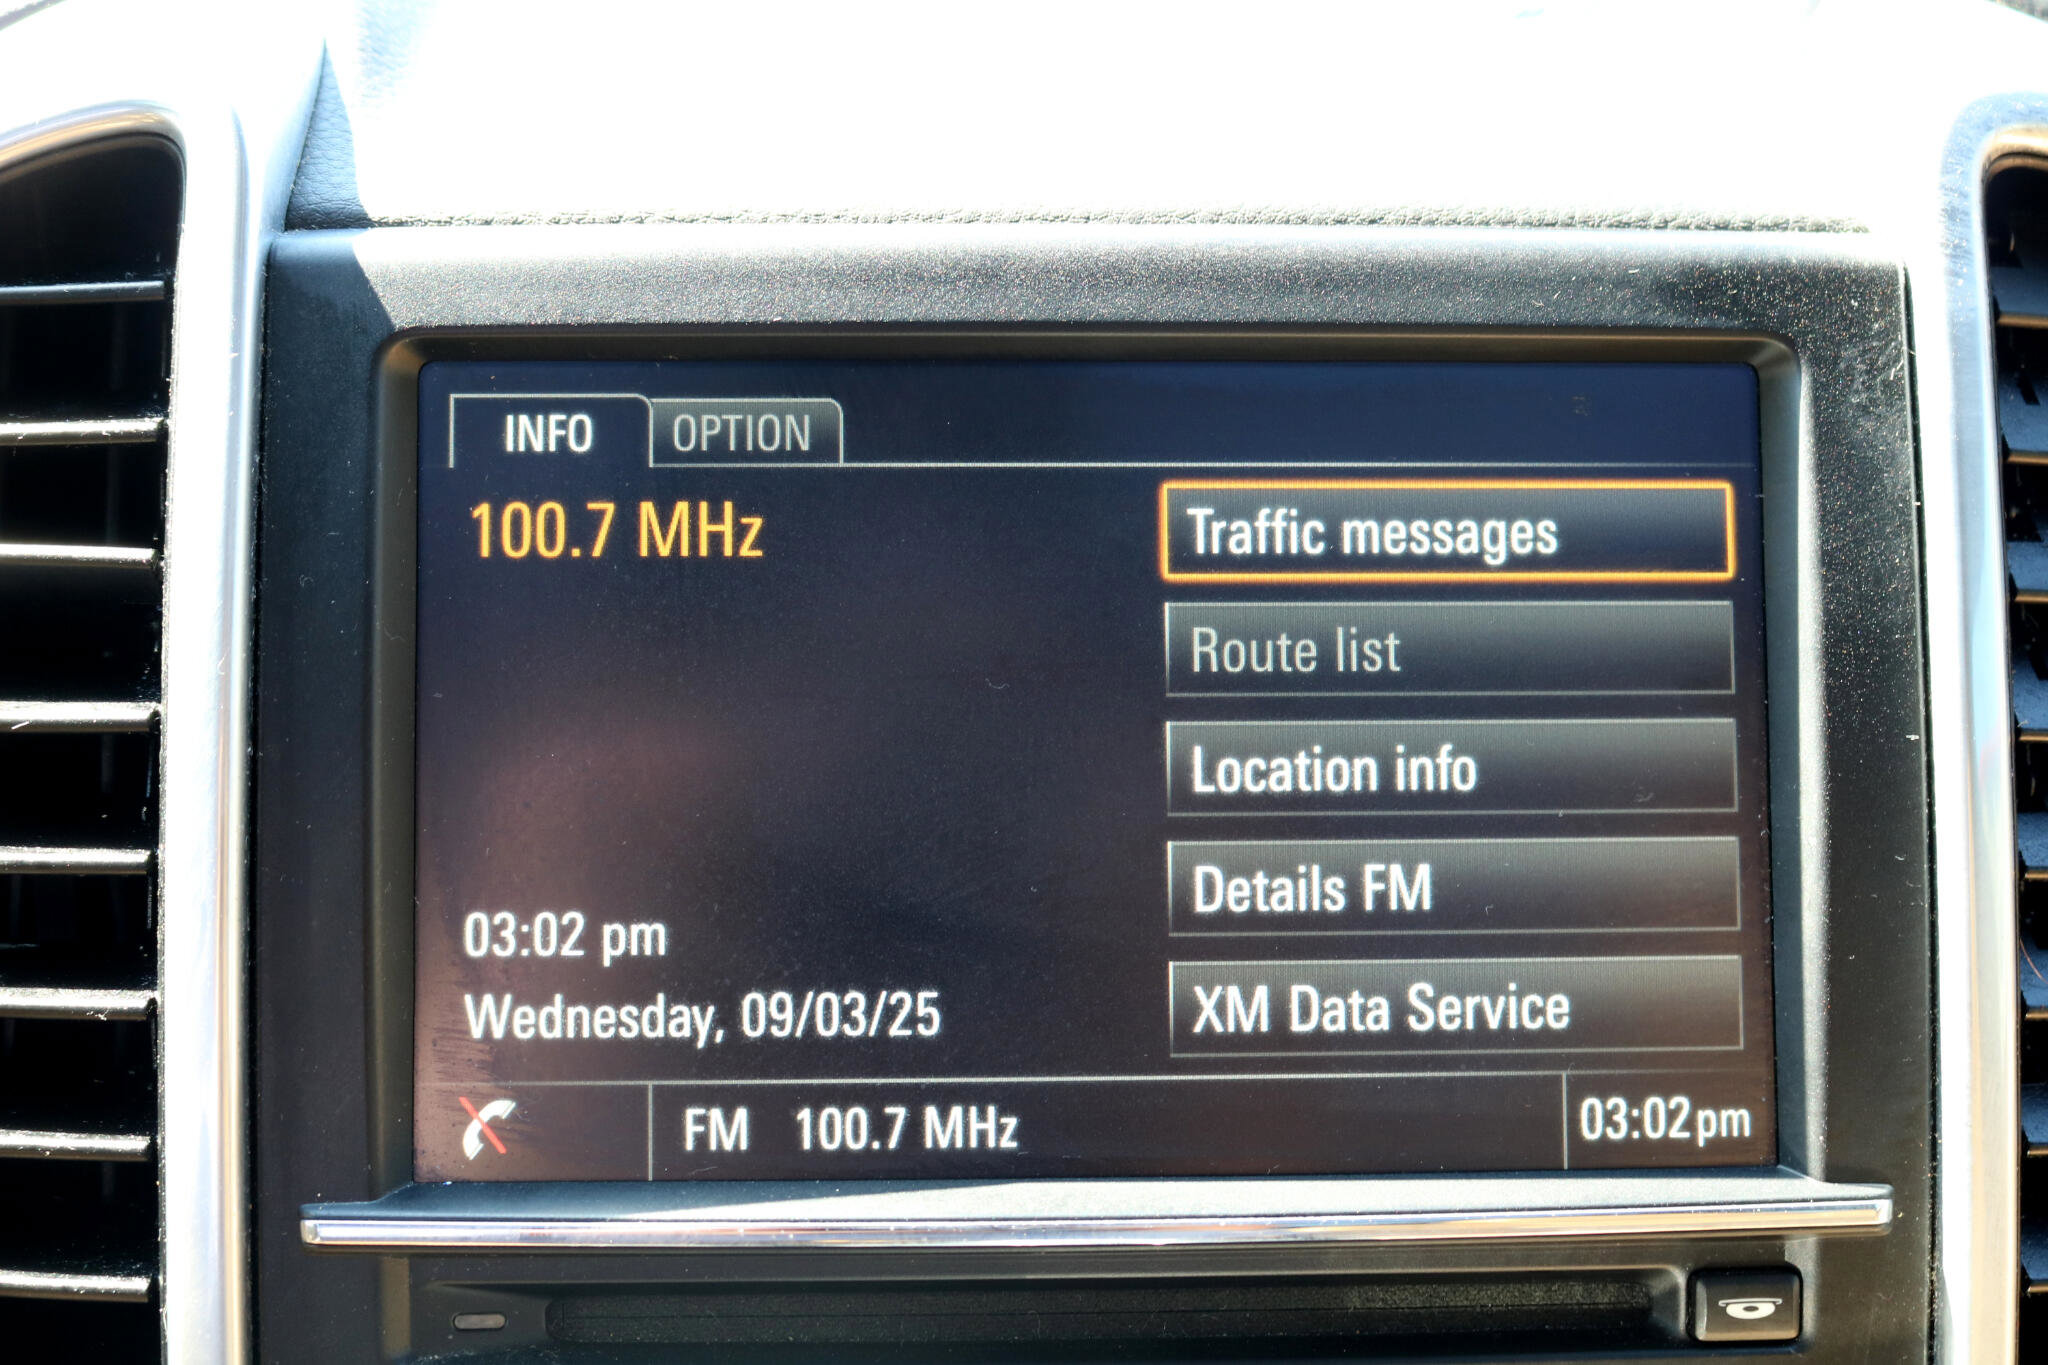 INFO OPTION
100.7 MHz
Traffic messages
Route list
Location info
Details FM
XM Data Service
03:02 pm
Wednesday, 09/03/25
FM 100.7 MHz 03:02pm